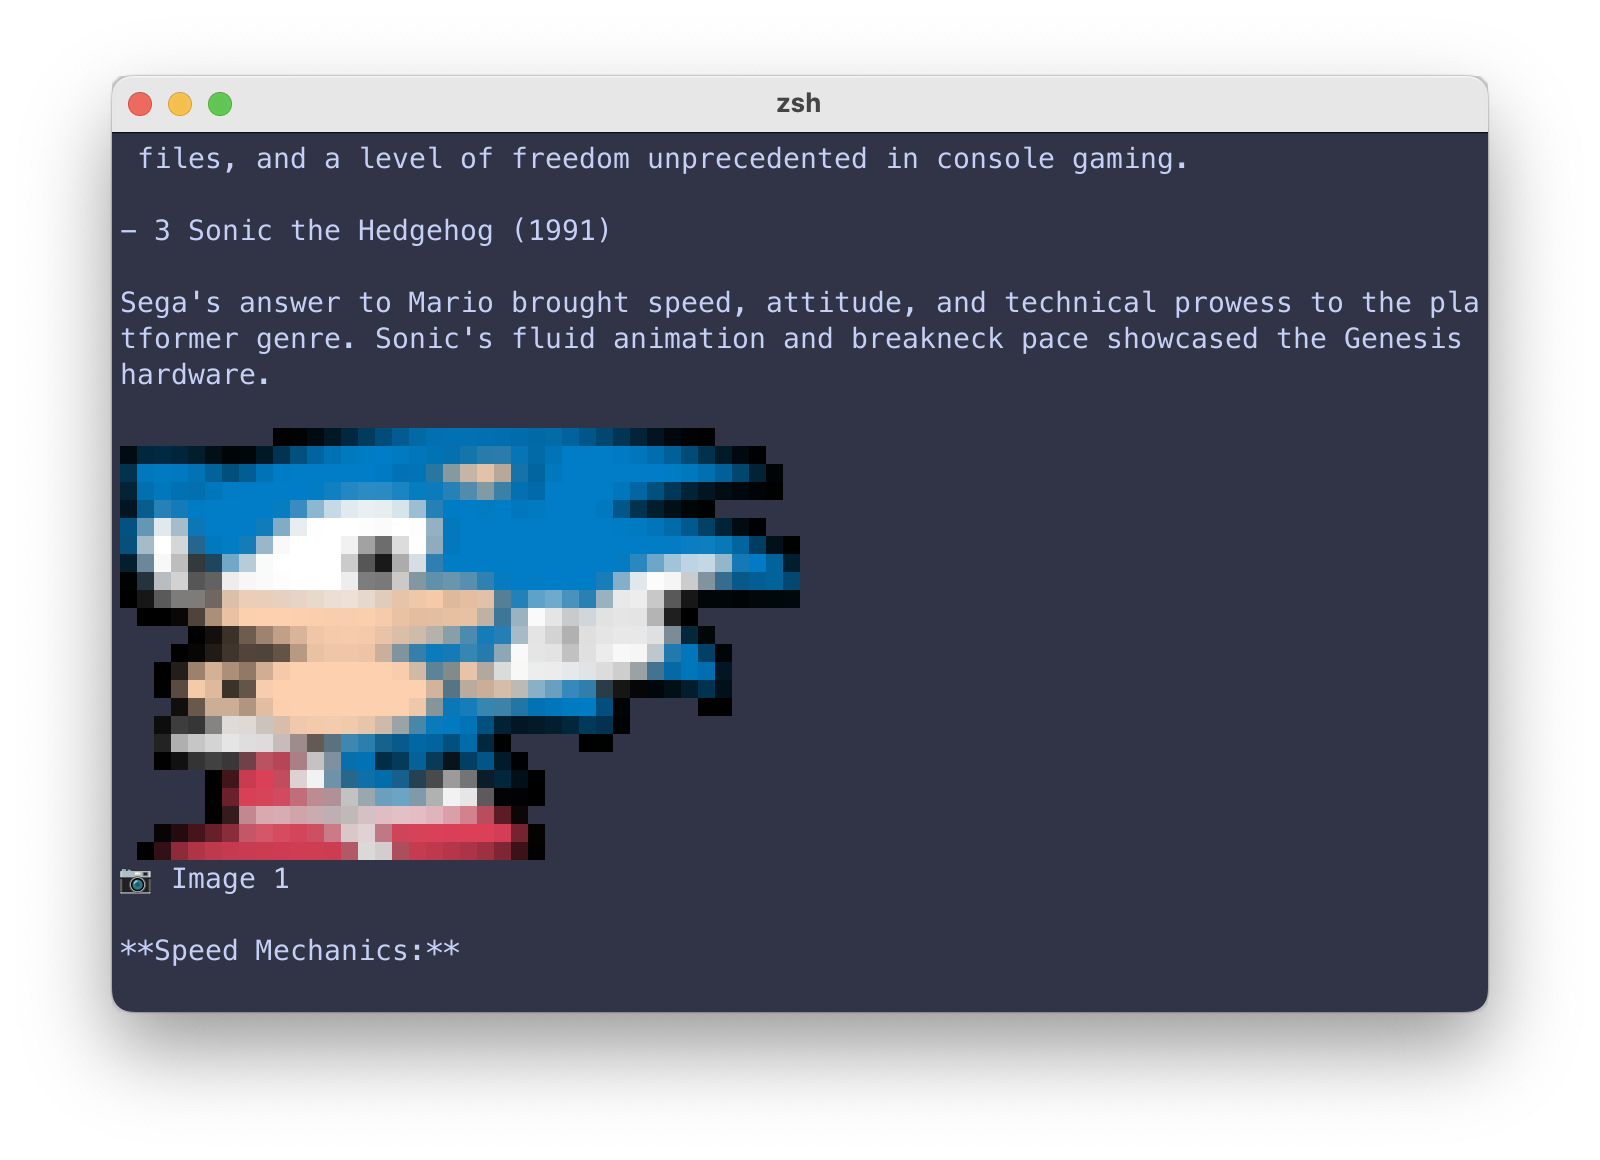 zsh
files, and a level of freedom unprecedented in console gaming.
− 3 Sonic the Hedgehog (1991)
Sega's answer to Mario brought speed, attitude, and technical prowess to the pla
tformer genre. Sonic's fluid animation and breakneck pace showcased the Genesis
hardware.
📷 Image 1
**Speed Mechanics:**